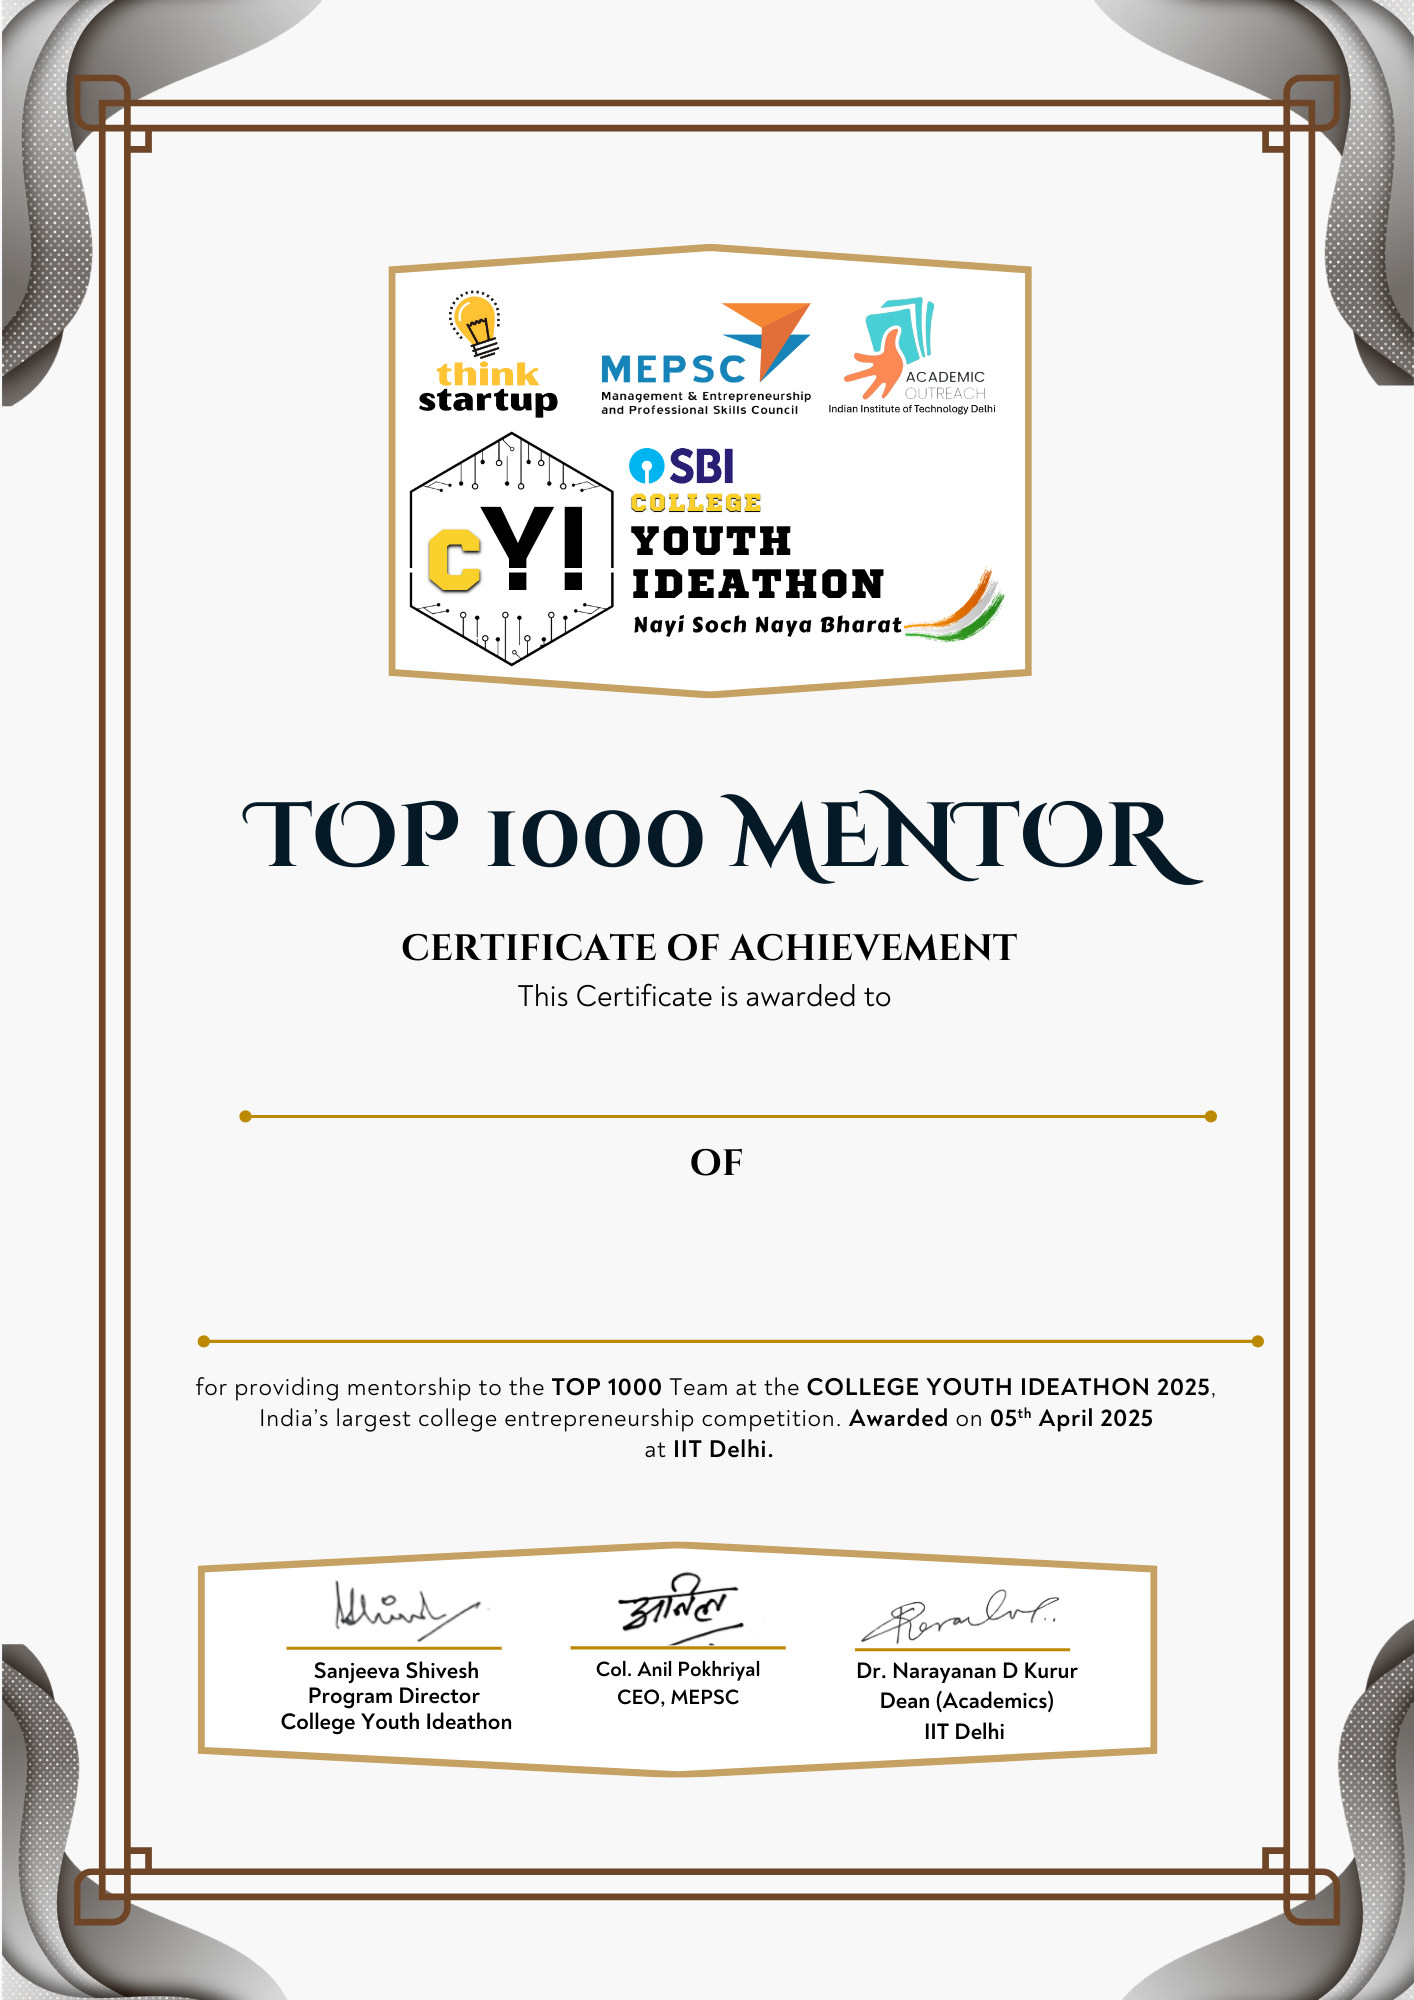 think
startup
MEPSC
Management & Entrepreneurship
and Professional Skills Council
ACADEMIC
OUTREACH
Indian Institute of Technology Delhi
cY!
SBI
COLLEGE
YOUTH
IDEATHON
Nayi Soch Naya Bharat
TOP 1000 MENTOR
CERTIFICATE OF ACHIEVEMENT
This Certificate is awarded to
OF
for providing mentorship to the TOP 1000 Team at the COLLEGE YOUTH IDEATHON 2025,
India's largest college entrepreneurship competition. Awarded on 05th April 2025
at IIT Delhi.
अनिल
Sanjeeva Shivesh
Program Director
College Youth Ideathon
Col. Anil Pokhriyal
CEO, MEPSC
Dr. Narayanan D Kurur
Dean (Academics)
IIT Delhi